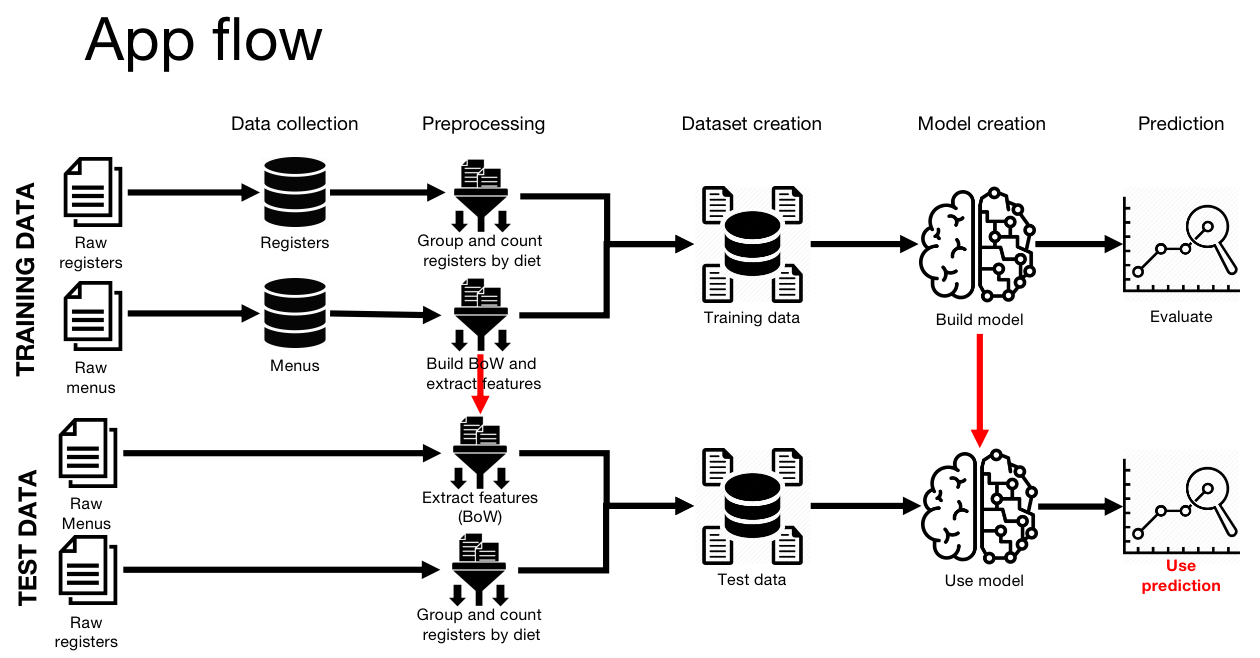 App flow
Data collection
Preprocessing
Dataset creation
Model creation
Prediction
TRAINING DATA
Raw
registers
Registers
Group and count
registers by diet
Raw
menus
Menus
Build BoW and
extract features
Training data
Build model
Evaluate
TEST DATA
Raw
Menus
Extract features
(BoW)
Raw
registers
Group and count
registers by diet
Test data
Use model
Use
prediction